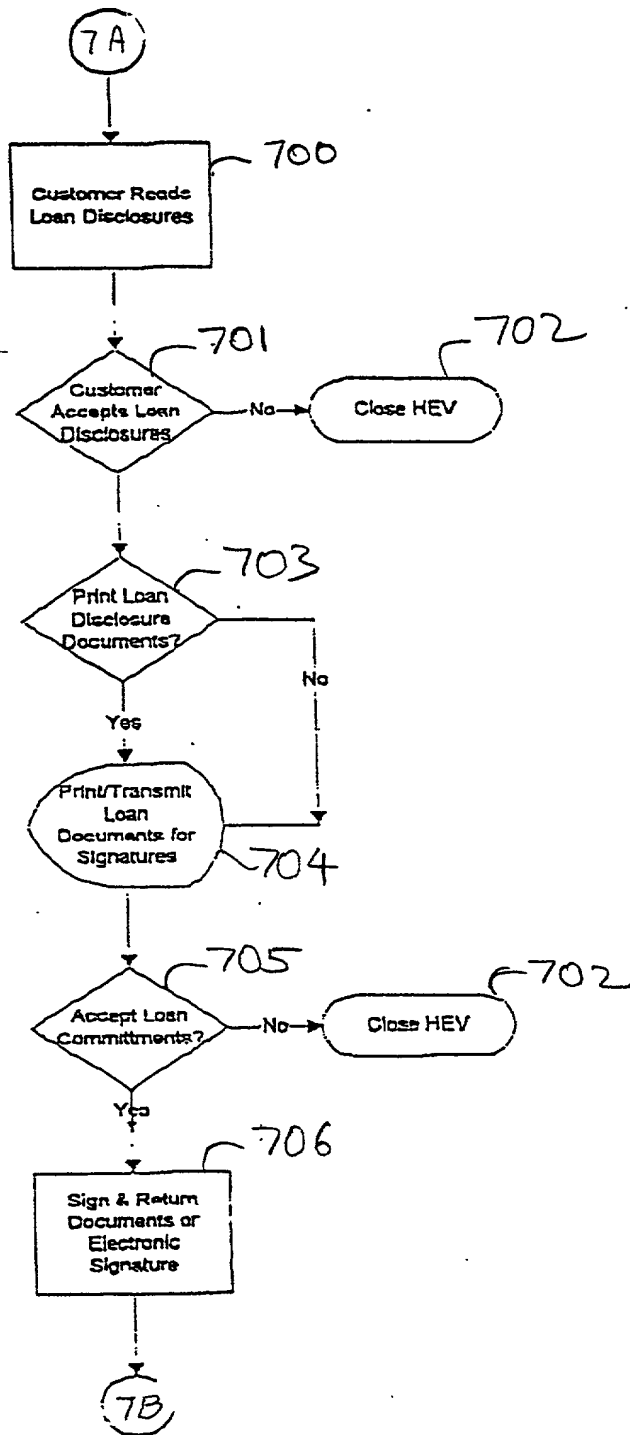 7A
700
Customer Reads
Loan Disclosures
701
702
Customer
Accepts Loan
Disclosures
No
Close HEV
703
Print Loan
Disclosure
Documents?
No
Yes
Print/Transmit
Loan
Documents for
Signatures
704
705
702
Accept Loan
Committments?
No
Close HEV
Yes
706
Sign & Return
Documents or
Electronic
Signature
7B